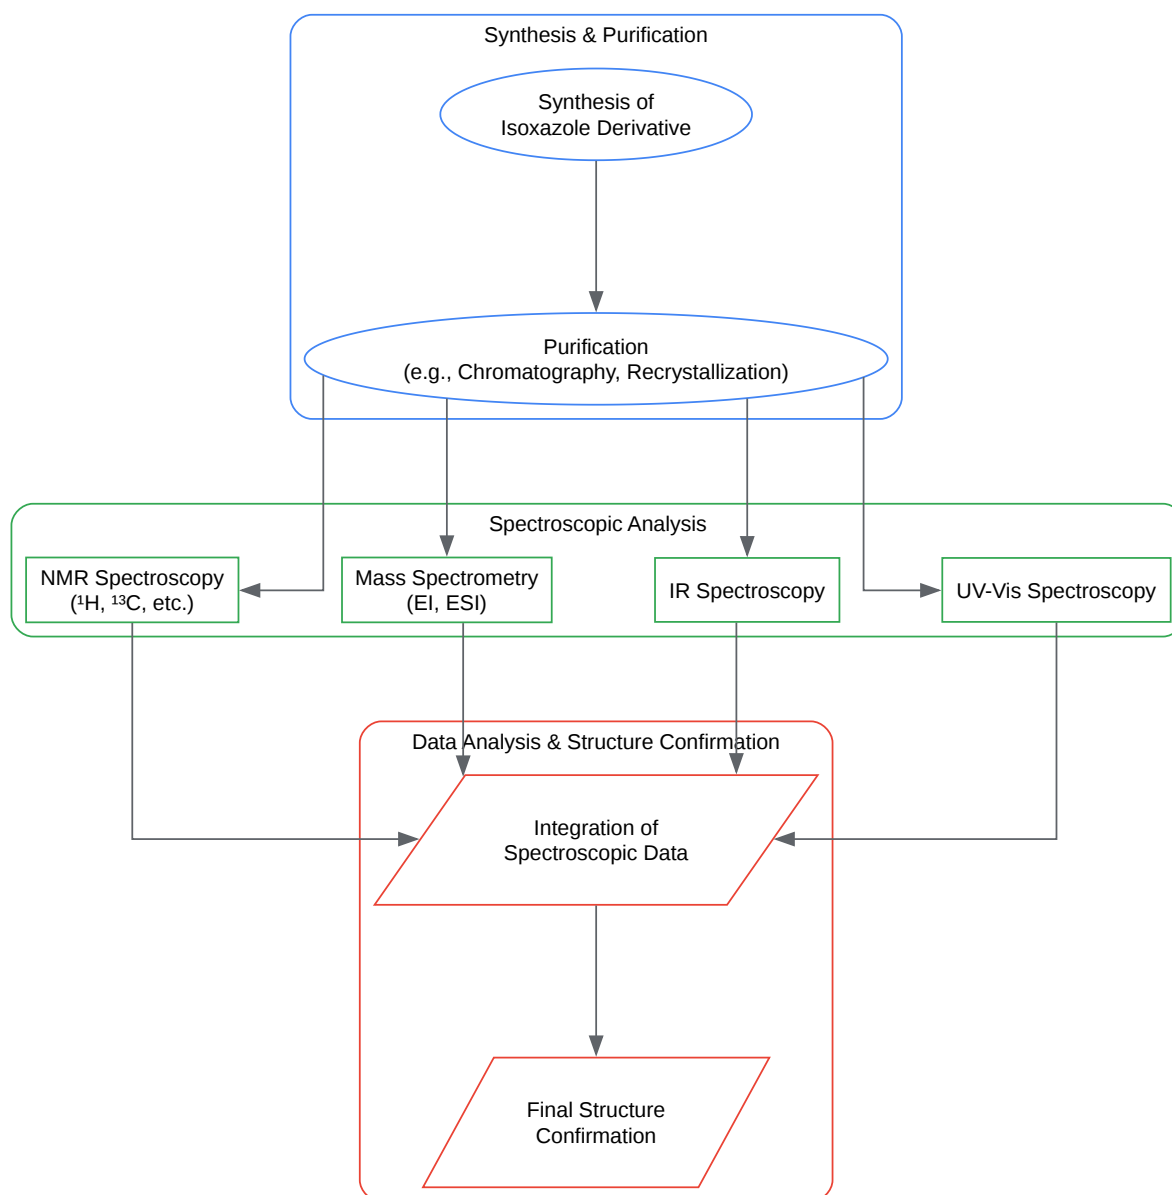 Synthesis & Purification
Synthesis of
Isoxazole Derivative
Purification
(e.g., Chromatography, Recrystallization)
Spectroscopic Analysis
NMR Spectroscopy
(¹H, ¹³C, etc.)
Mass Spectrometry
(EI, ESI)
IR Spectroscopy
UV-Vis Spectroscopy
Data Analysis & Structure Confirmation
Integration of
Spectroscopic Data
Final Structure
Confirmation